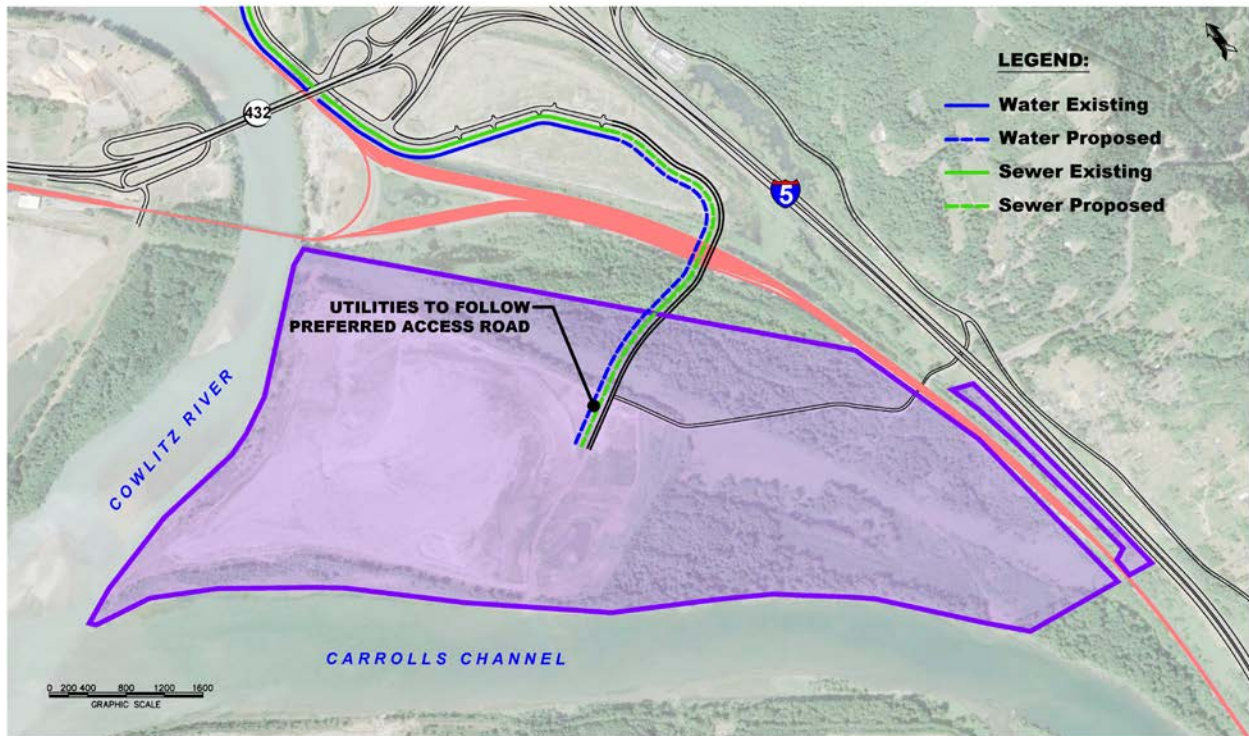 LEGEND:
Water Existing
Water Proposed
Sewer Existing
Sewer Proposed
432
5
UTILITIES TO FOLLOW
PREFERRED ACCESS ROAD
COWLITZ RIVER
CARROLLS CHANNEL
0 200 400 800 1200 1600
GRAPHIC SCALE